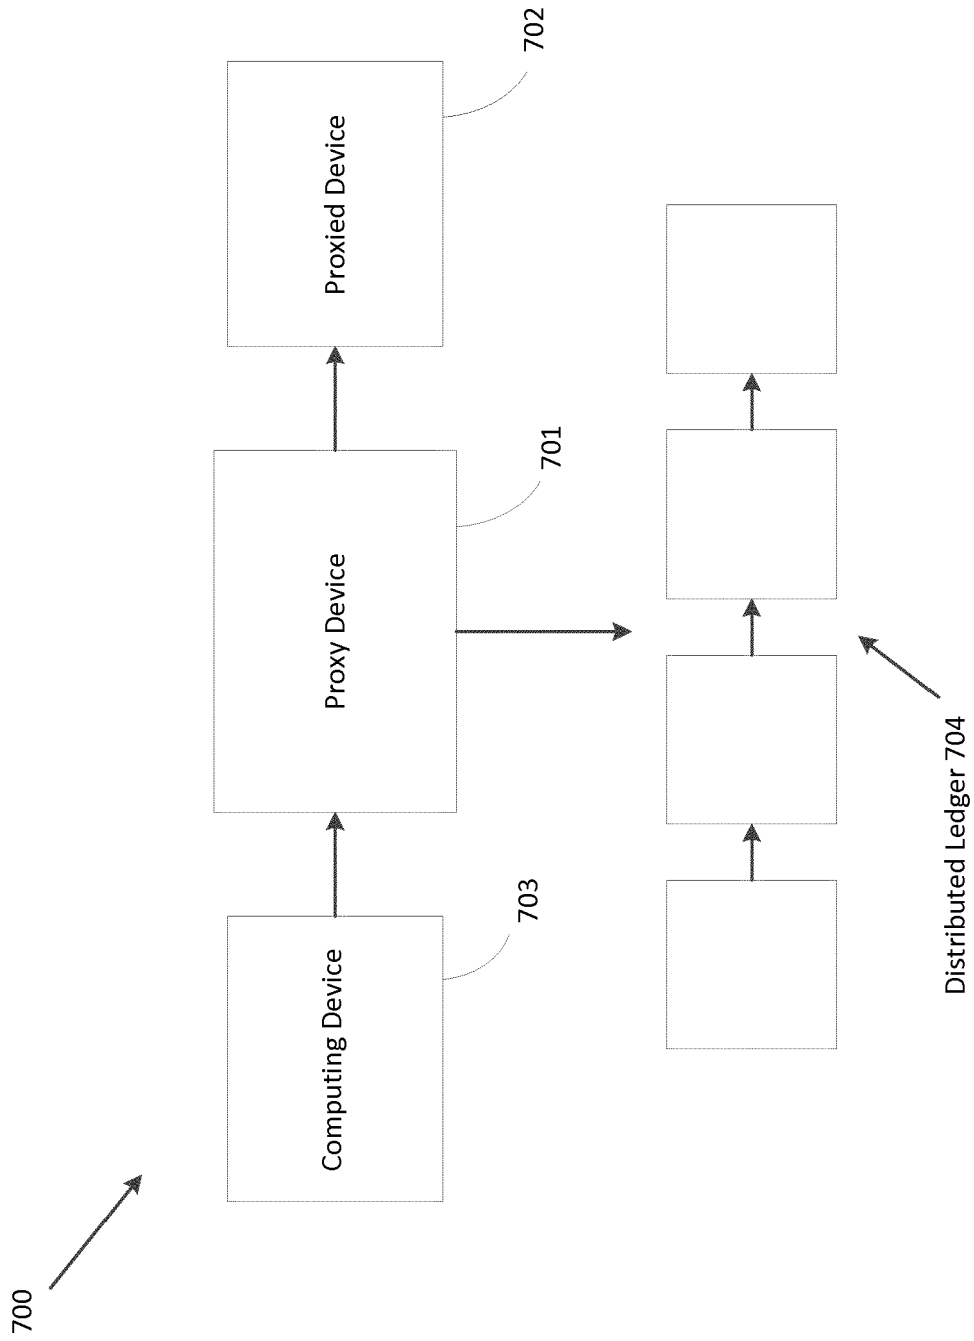 700
Computing Device
703
Proxy Device
701
Proxied Device
702
Distributed Ledger 704